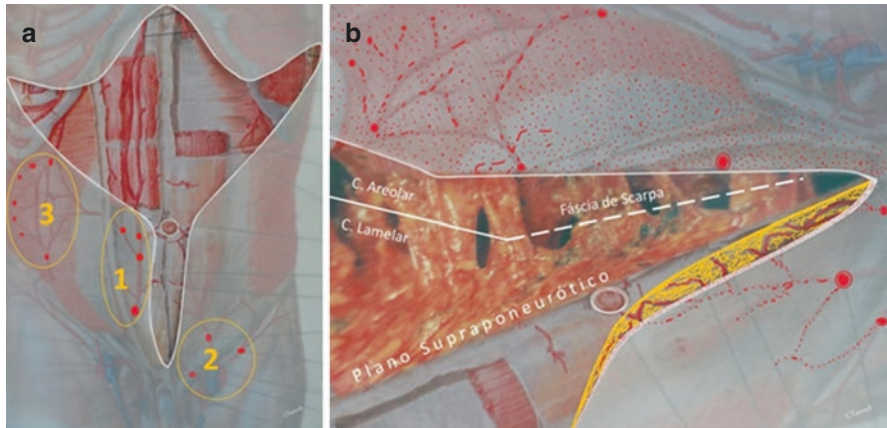 a
3
1
2
b
C. Areolar
Fáscia de Scarpa
C. Lamelar
Plano Supraponeurótico